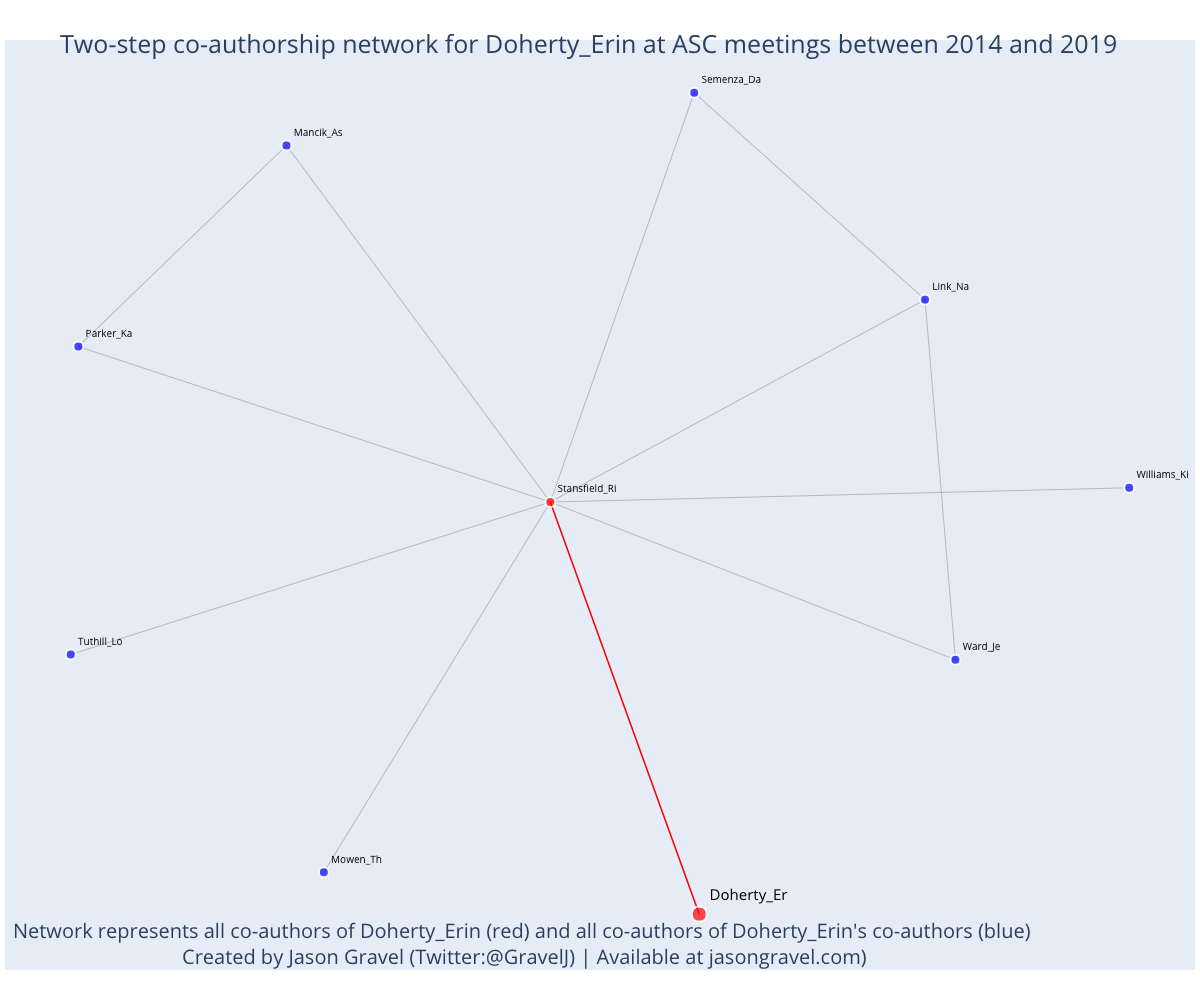 Two-step co-authorship network for Doherty_Erin at ASC meetings between 2014 and 2019
Semenza_Da
Mancik_As
Link_Na
Parker_Ka
Williams_Ki
Stansfield_Ri
Tuthill_Lo
Ward_Je
Mowen_Th
Doherty_Er
Network represents all co-authors of Doherty_Erin (red) and all co-authors of Doherty_Erin's co-authors (blue)
Created by Jason Gravel (Twitter:@GravelJ) | Available at jasongravel.com)